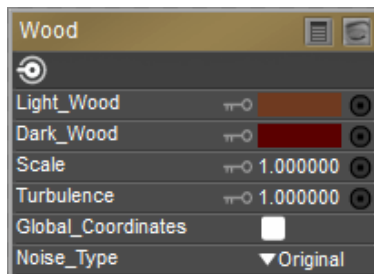 Wood
Light_Wood
Dark_Wood
Scale 1.000000
Turbulence 1.000000
Global_Coordinates
Noise_Type Original